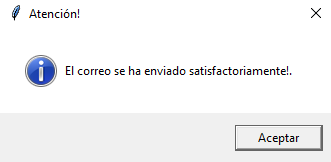 Atención!
El correo se ha enviado satisfactoriamente!.
Aceptar